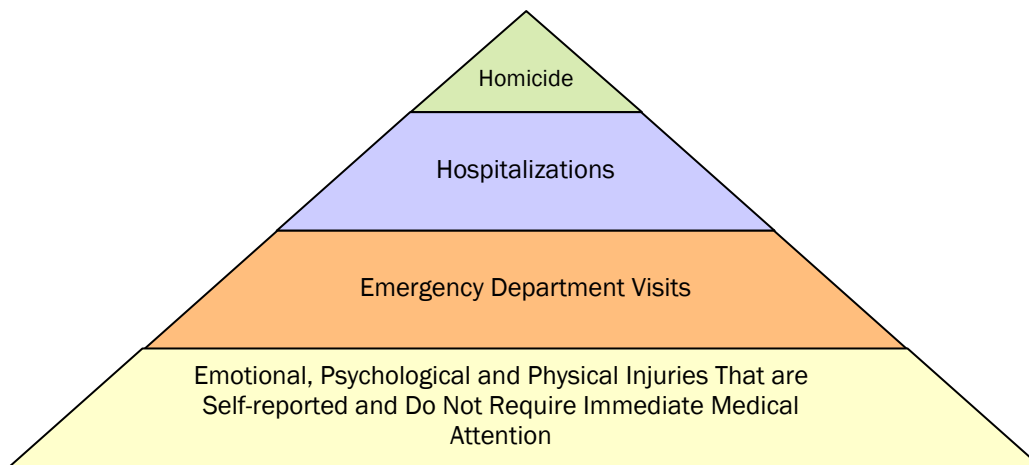 Homicide
Hospitalizations
Emergency Department Visits
Emotional, Psychological and Physical Injuries That are
Self-reported and Do Not Require Immediate Medical
Attention